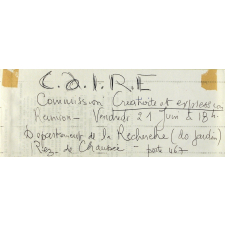 C.A.I.R.E
Commission Créativité et expression
Réunion - Vendredi 21 Juin à 18h.
Département de la Recherche (do Jardin)
Rez. de Chaussée - porte 467